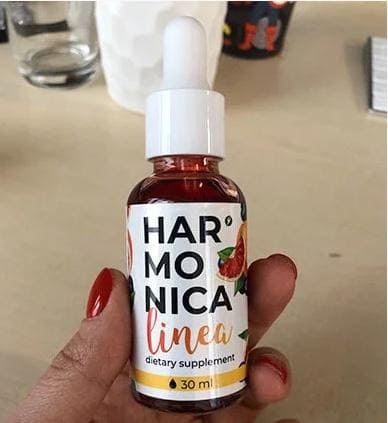 HAR
MO
NICA
linea
dietary supplement
30 ml